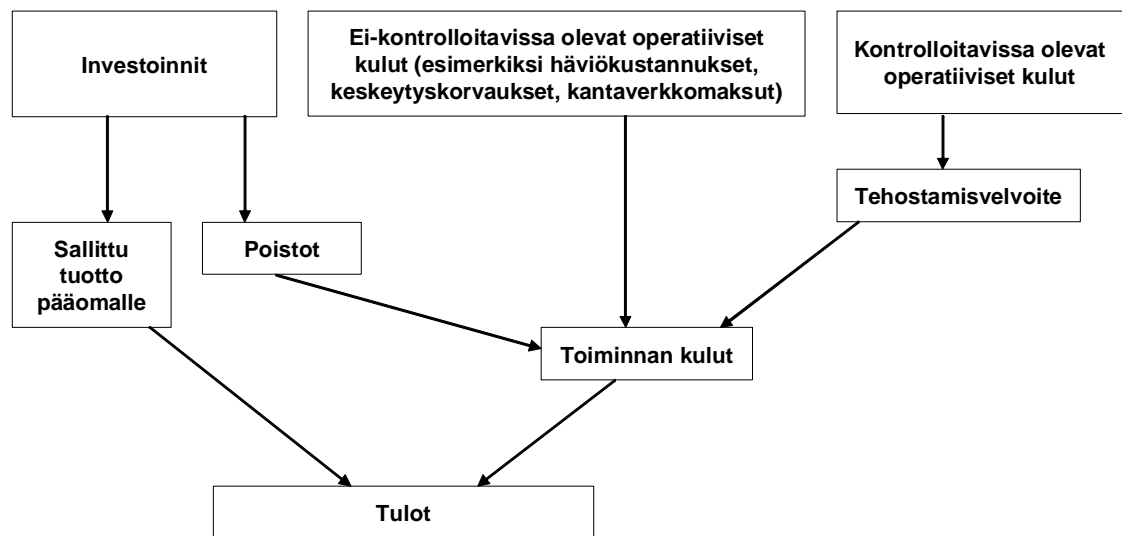 Investoinnit
Ei-kontrolloitavissa olevat operatiiviset
kulut (esimerkiksi häviökustannukset,
keskeytyskorvaukset, kantaverkkomaksut)
Kontrolloitavissa olevat
operatiiviset kulut
Tehostamisvelvoite
Sallittu
tuotto
pääomalle
Poistot
Toiminnan kulut
Tulot